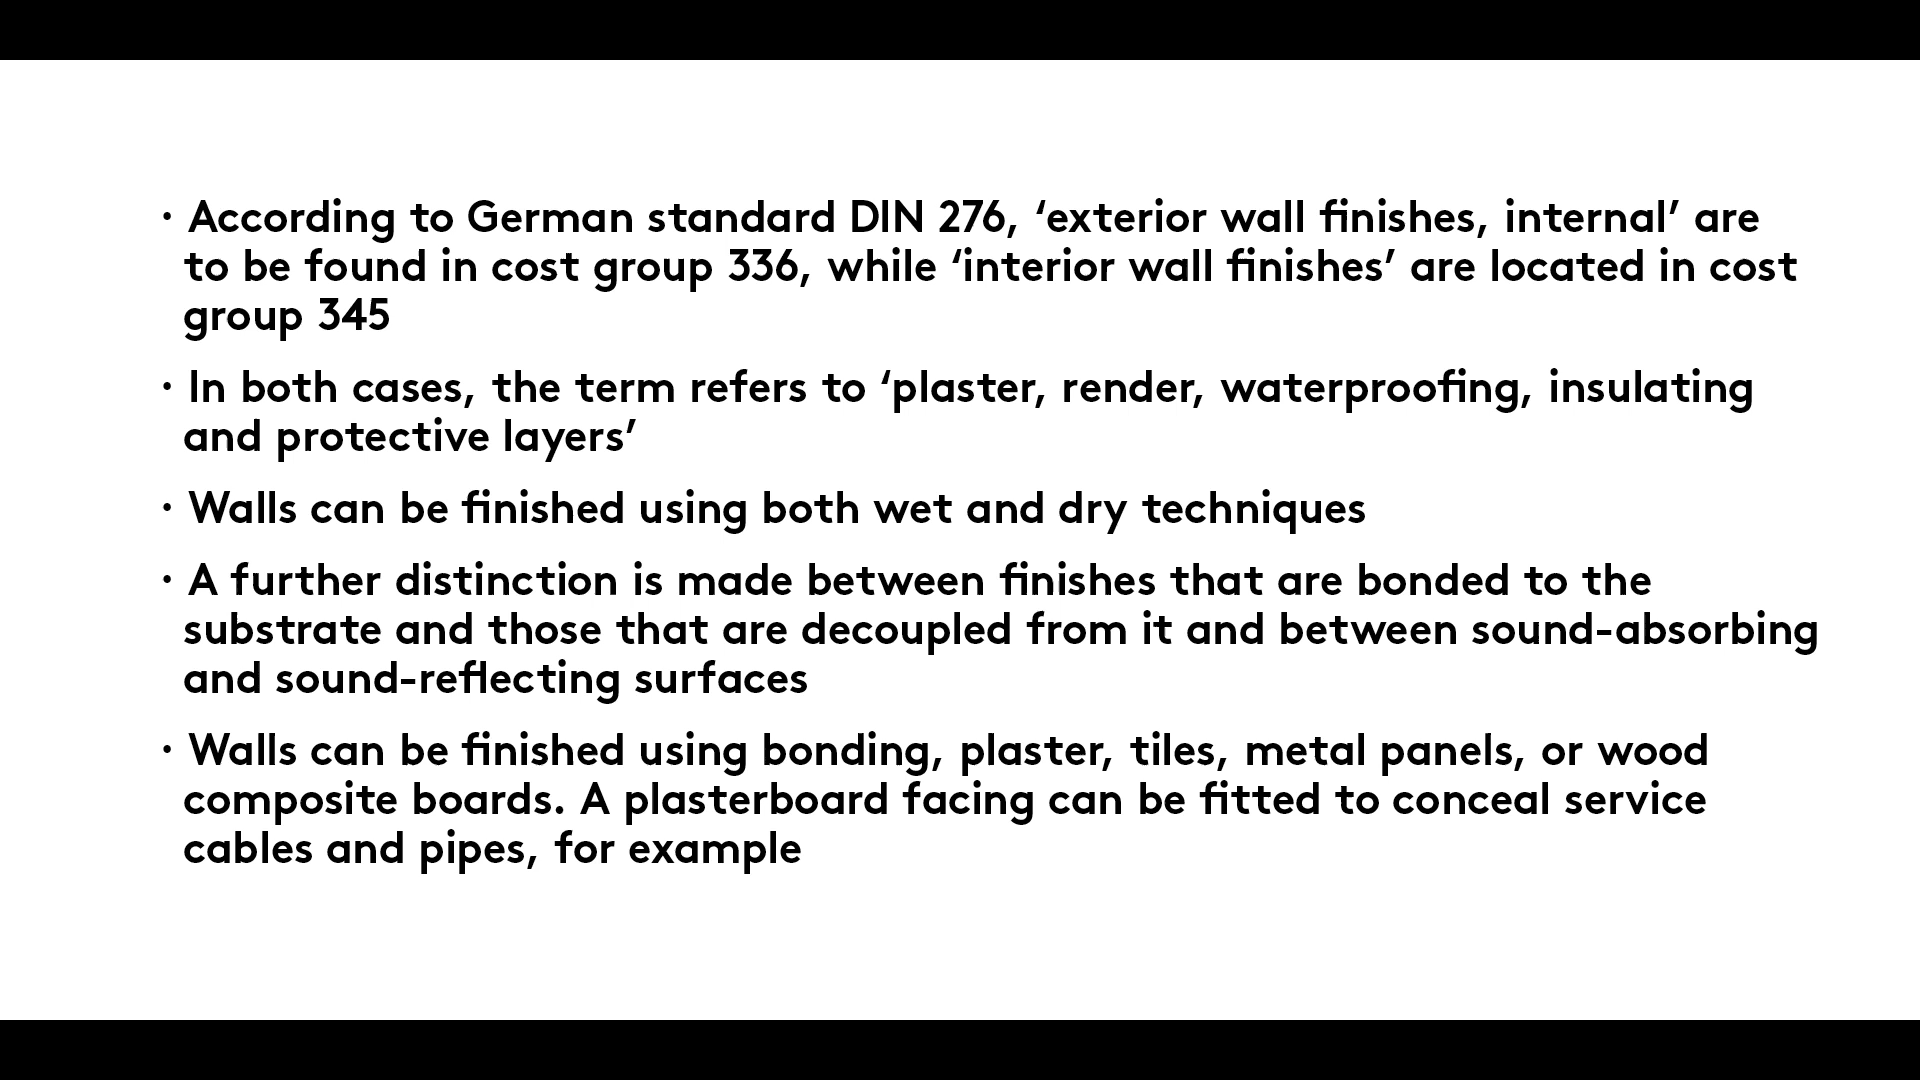 · According to German standard DIN 276, ‘exterior wall finishes, internal’ are
to be found in cost group 336, while ‘interior wall finishes’ are located in cost
group 345
· In both cases, the term refers to ‘plaster, render, waterproofing, insulating
and protective layers’
· Walls can be finished using both wet and dry techniques
· A further distinction is made between finishes that are bonded to the
substrate and those that are decoupled from it and between sound-absorbing
and sound-reflecting surfaces
· Walls can be finished using bonding, plaster, tiles, metal panels, or wood
composite boards. A plasterboard facing can be fitted to conceal service
cables and pipes, for example